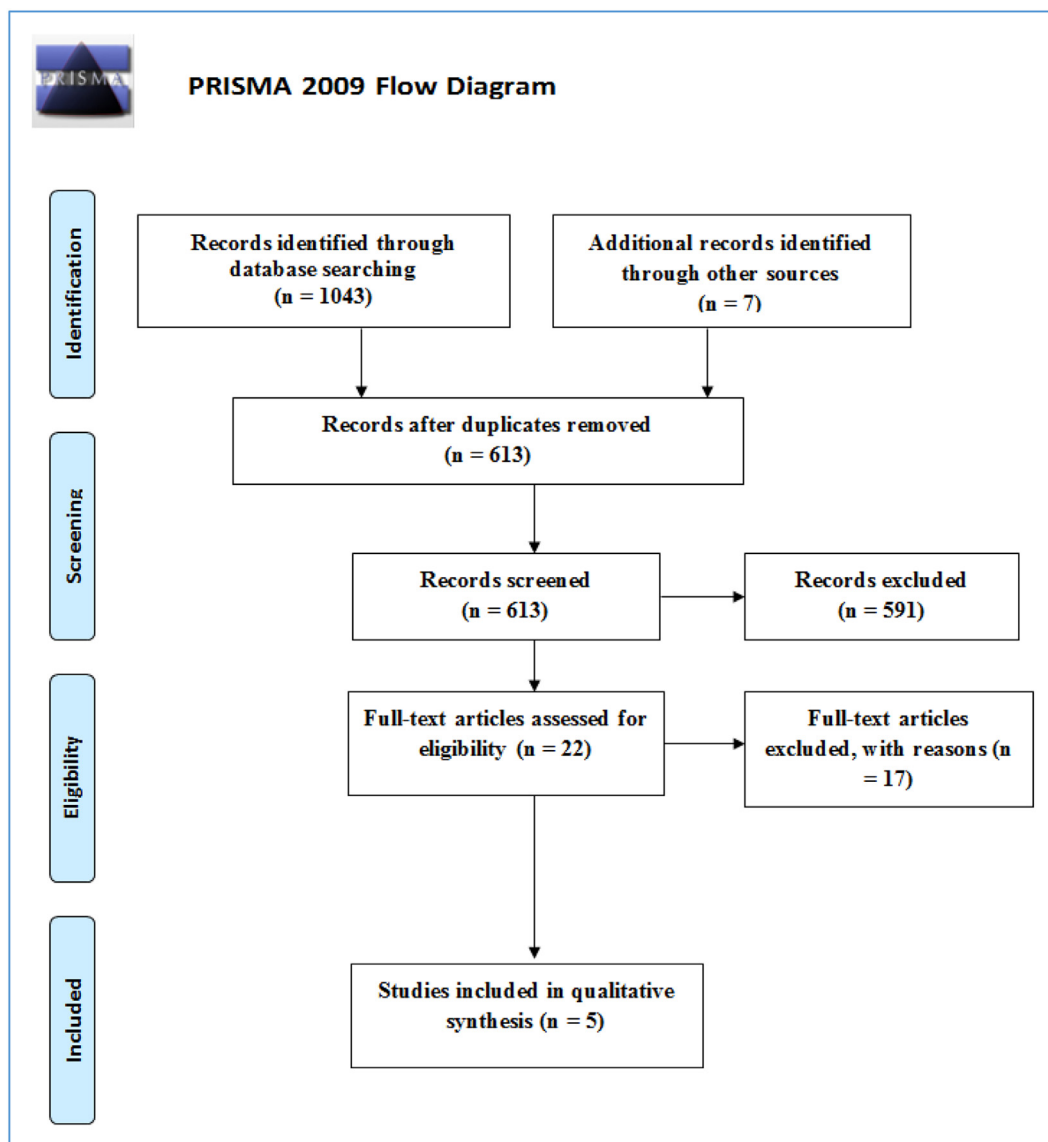 PRISMA
PRISMA 2009 Flow Diagram
Identification
Records identified through
database searching
(n = 1043)
Additional records identified
through other sources
(n = 7)
Records after duplicates removed
(n = 613)
Screening
Records screened
(n = 613)
Records excluded
(n = 591)
Eligibility
Full-text articles assessed for
eligibility (n = 22)
Full-text articles
excluded, with reasons (n
= 17)
Included
Studies included in qualitative
synthesis (n = 5)